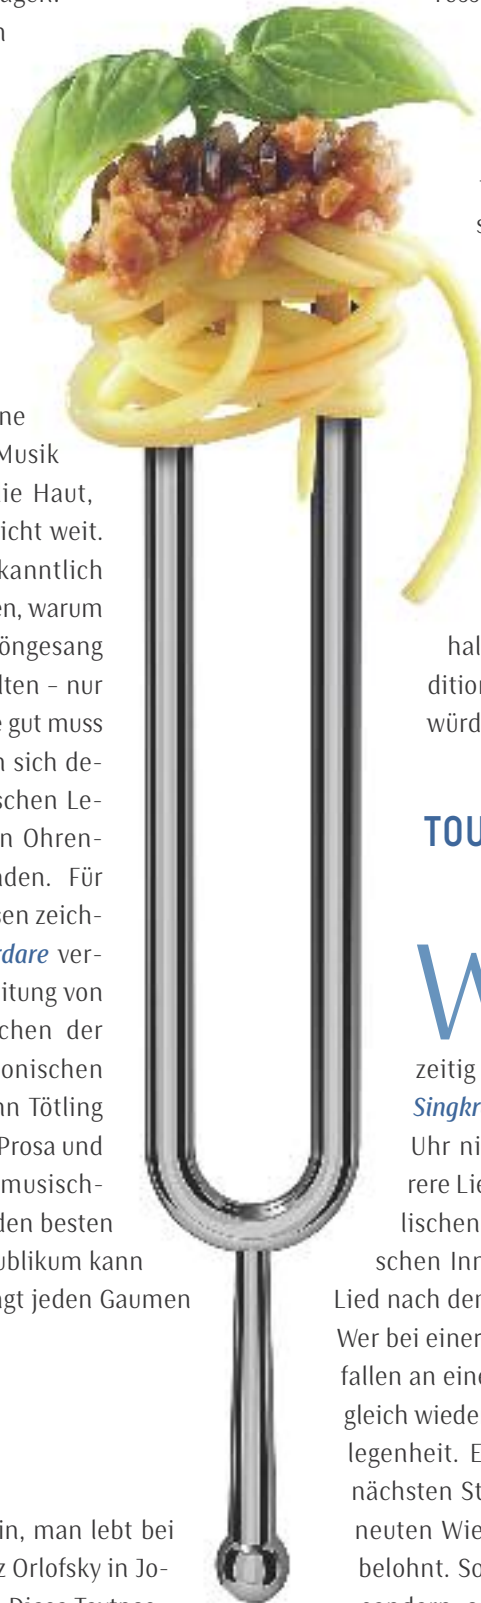 ne
Musik
ie Haut,
icht weit.
kanntlich
en, warum
öngesang
lten – nur
gut muss
n sich de-
schen Le-
n Ohren-
den. Für
sen zeich-
rdare ver-
itung von
chen der
onischen
nn Tötling
Prosa und
musisch-
den besten
ublikum kann
gt jeden Gaumen
in, man lebt bei
z Orlofsky in Jo-
hal
dition
würd
TOU
W
zeitig
Singkr
Uhr ni
rere Lie
lischen
schen Inn
Lied nach der
Wer bei einer
fallen an eine
gleich wiede
legenheit. E
nächsten St
neuten Wie
belohnt. So